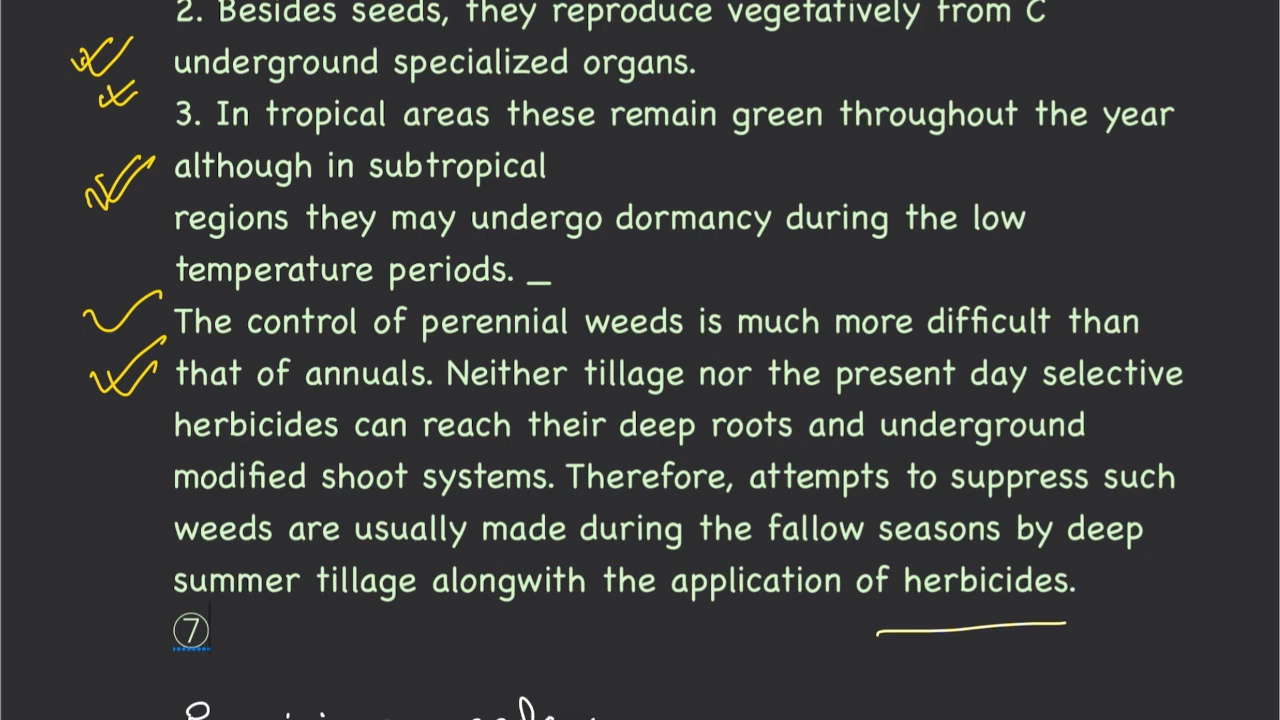 2. Besides seeds, they reproduce vegetatively from C
underground specialized organs.
3. In tropical areas these remain green throughout the year
although in subtropical
regions they may undergo dormancy during the low
temperature periods. _
The control of perennial weeds is much more difficult than
that of annuals. Neither tillage nor the present day selective
herbicides can reach their deep roots and underground
modified shoot systems. Therefore, attempts to suppress such
weeds are usually made during the fallow seasons by deep
summer tillage alongwith the application of herbicides.
⑦